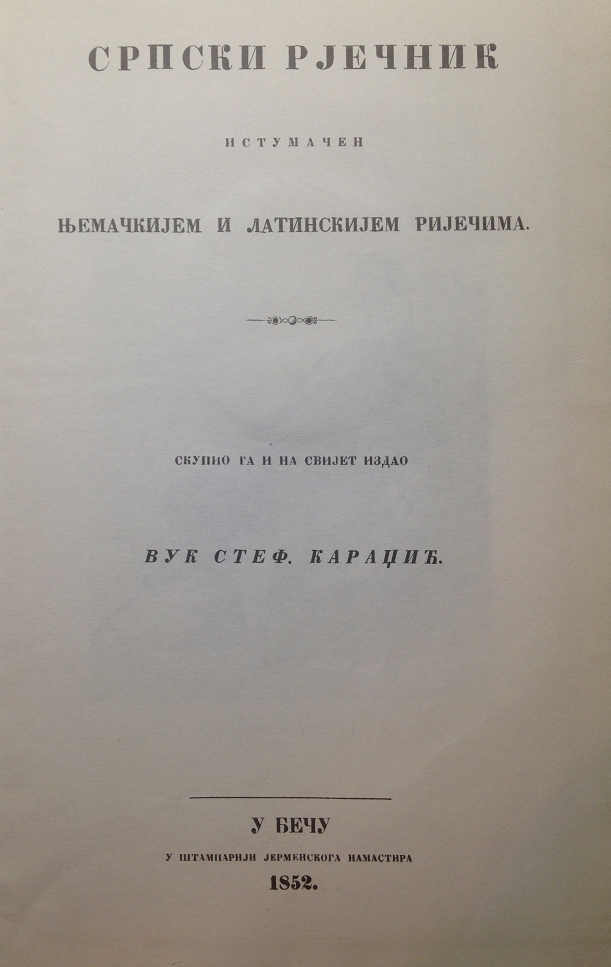 СРПСКИ РЈЕЧНИК
ИСТУМАЧЕН
ЊЕМАЧКИЈЕМ И ЛАТИНСКИЈЕМ РИЈЕЧИМА.
СКУПИО ГА И НА СВИЈЕТ ИЗДАО
ВУК СТЕФ. КАРАЏИЋ.
У БЕЧУ
У ШТАМПАРИЈИ ЈЕРМЕНСКОГА НАМАСТИРА
1852.